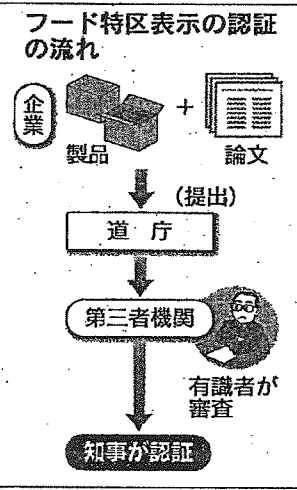 フード特区表示の認証
の流れ
企業
製品
+
論文
(提出)
道庁
第三者機関
有識者が
審査
知事が認証